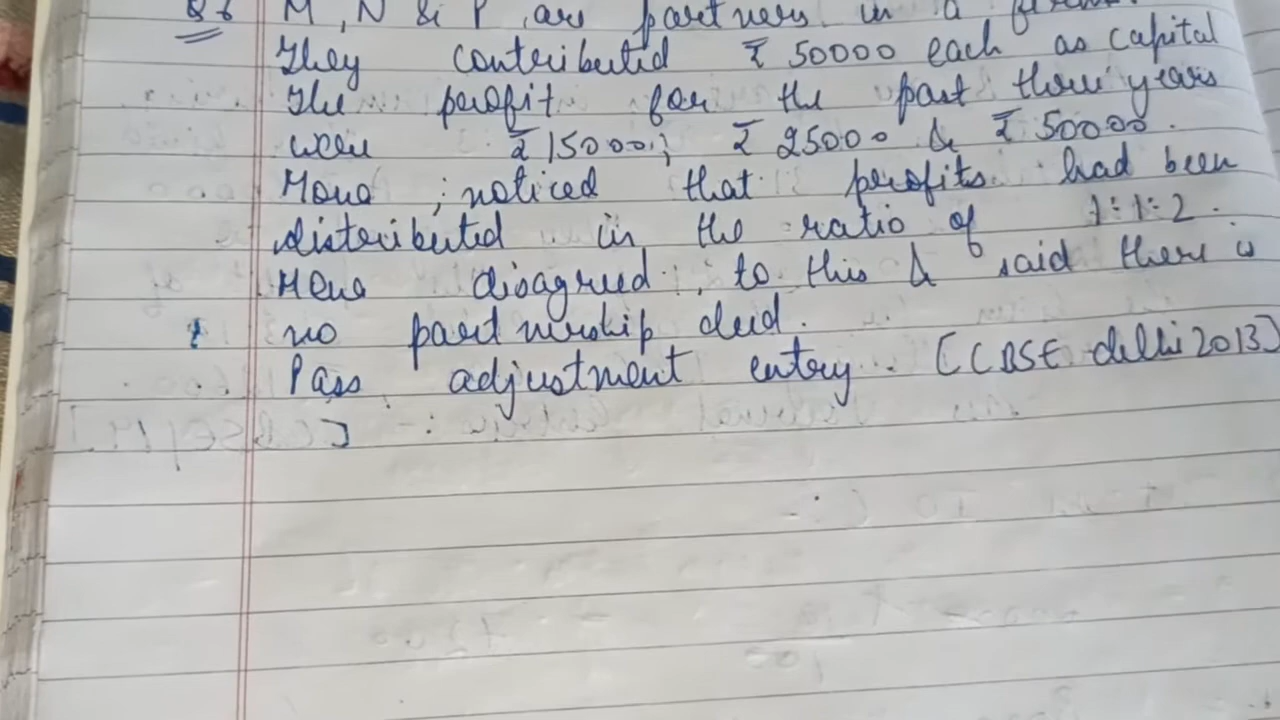 Q6 M, N & P are partners in a firm.
They contributed ₹ 50000 each as capital
The profit for the past three years
were ₹ 15000; ₹ 25000 & ₹ 50000.
Mona ; noticed that profits had been
distributed in the ratio of 1:1:2.
disagreed to this & said there is
no partnership deed.
Pass adjustment entry. [CBSE delhi 2013]